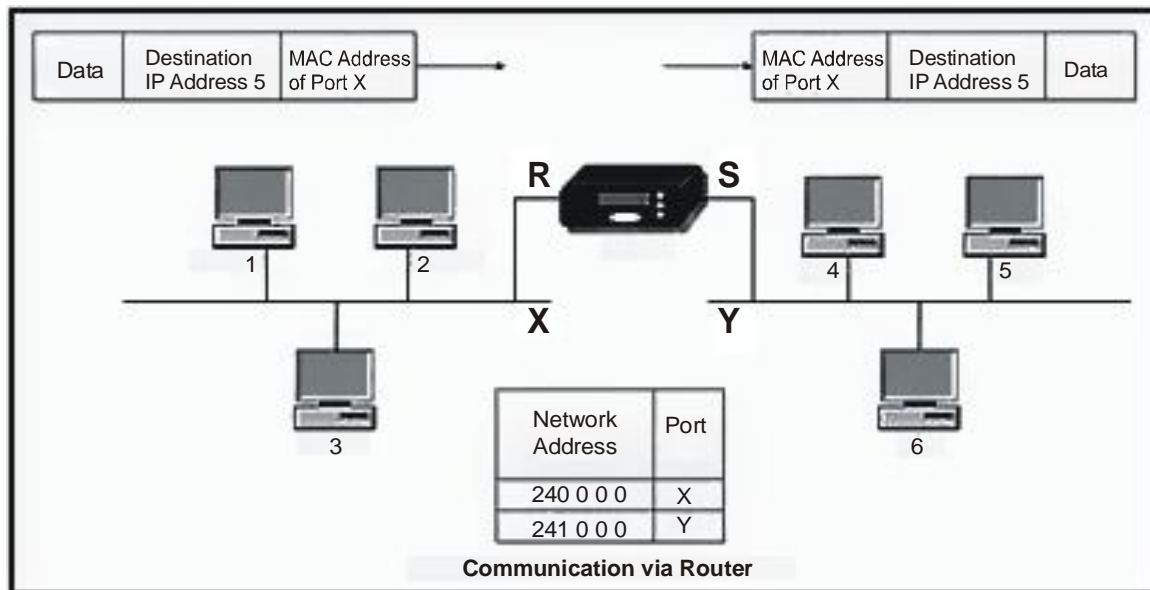 Data
Destination
IP Address 5
MAC Address
of Port X
MAC Address
of Port X
Destination
IP Address 5
Data
R
S
1
2
4
5
X
Y
3
6
Network
Address
Port
240 0 0 0
X
241 0 0 0
Y
Communication via Router